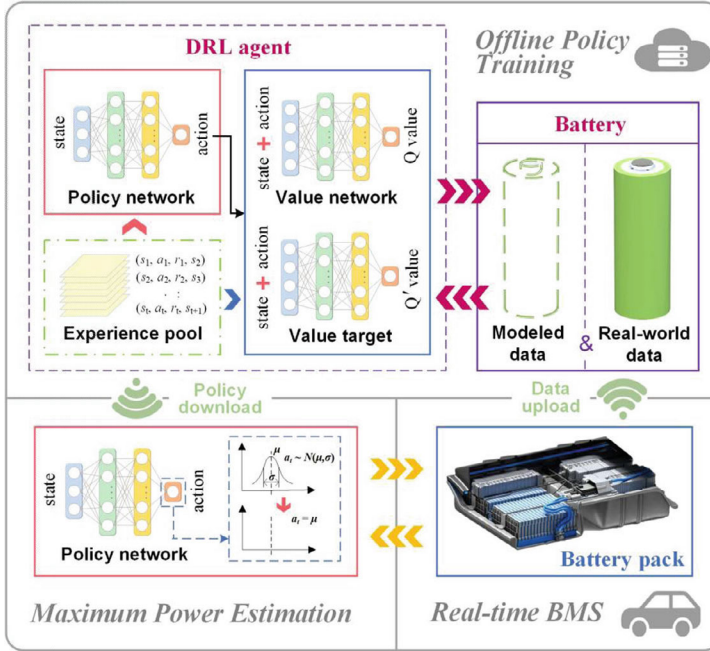 DRL agent
Offline Policy
Training
state
action
Policy network
state + action
Q value
Value network
(s1, a1, r1, s2)
(s2, a2, r2, s3)
⋮
(st, at, rt, st+1)
Experience pool
state + action
Q' value
Value target
Battery
Modeled
data
&
Real-world
data
Policy
download
Data
upload
state
action
Policy network
μ
at ~ N(μ,σ)
σ
at = μ
Battery pack
Maximum Power Estimation
Real-time BMS